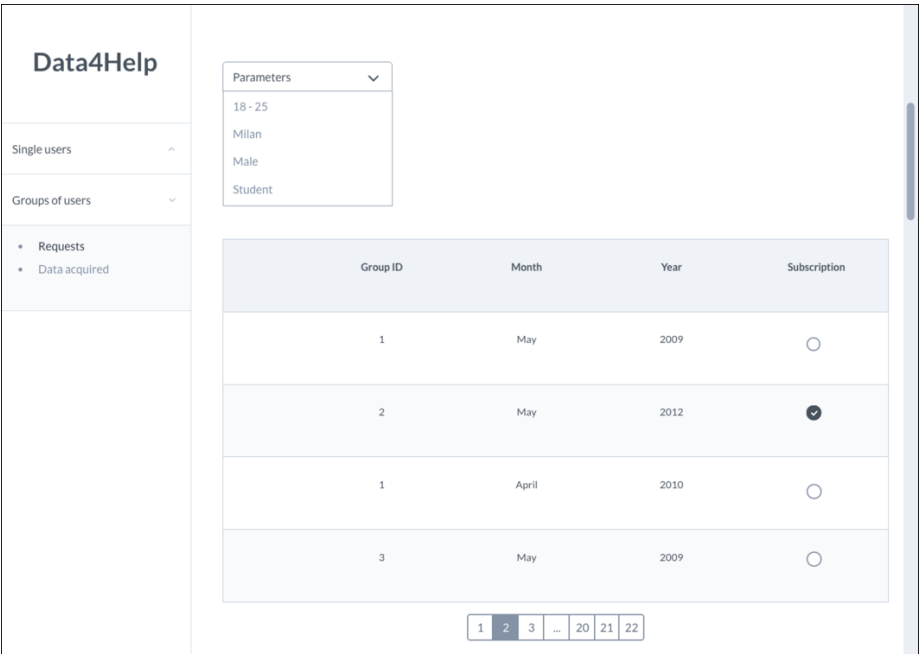 Data4Help
Single users
Groups of users
Requests
Data acquired
Parameters
18 - 25
Milan
Male
Student
Group ID Month Year Subscription
1 May 2009
2 May 2012
1 April 2010
3 May 2009
1 2 3 ... 20 21 22